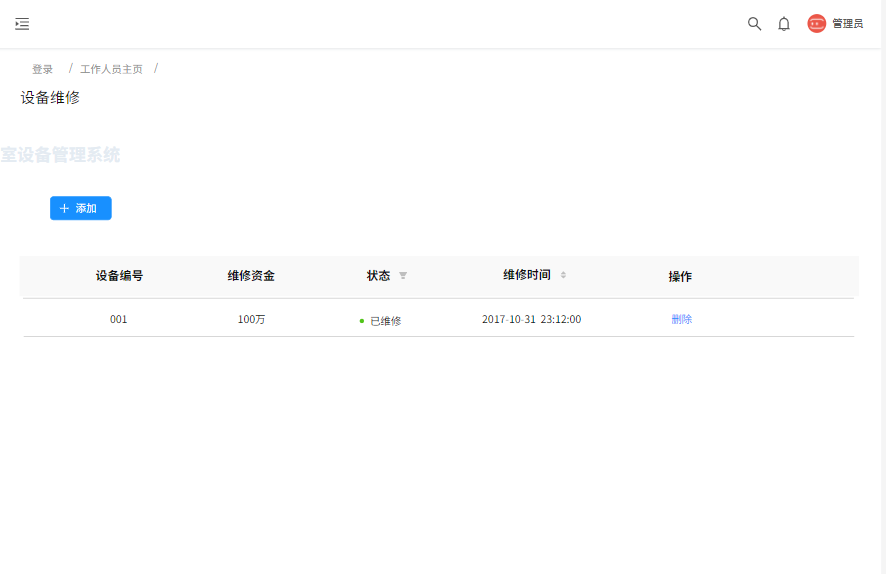 管理员
登录 / 工作人员主页 /
设备维修
室设备管理系统
添加
设备编号 维修资金 状态 维修时间 操作
001 100万 已维修 2017-10-31 23:12:00 删除